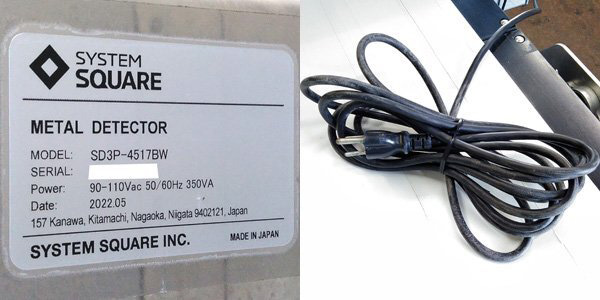 SYSTEM
SQUARE
METAL DETECTOR
MODEL: SD3P-4517BW
SERIAL:
Power: 90-110Vac 50/60Hz 350VA
Date: 2022.05
157 Kanawa, Kitamachi, Nagaoka, Niigata 9402121, Japan
SYSTEM SQUARE INC. MADE IN JAPAN